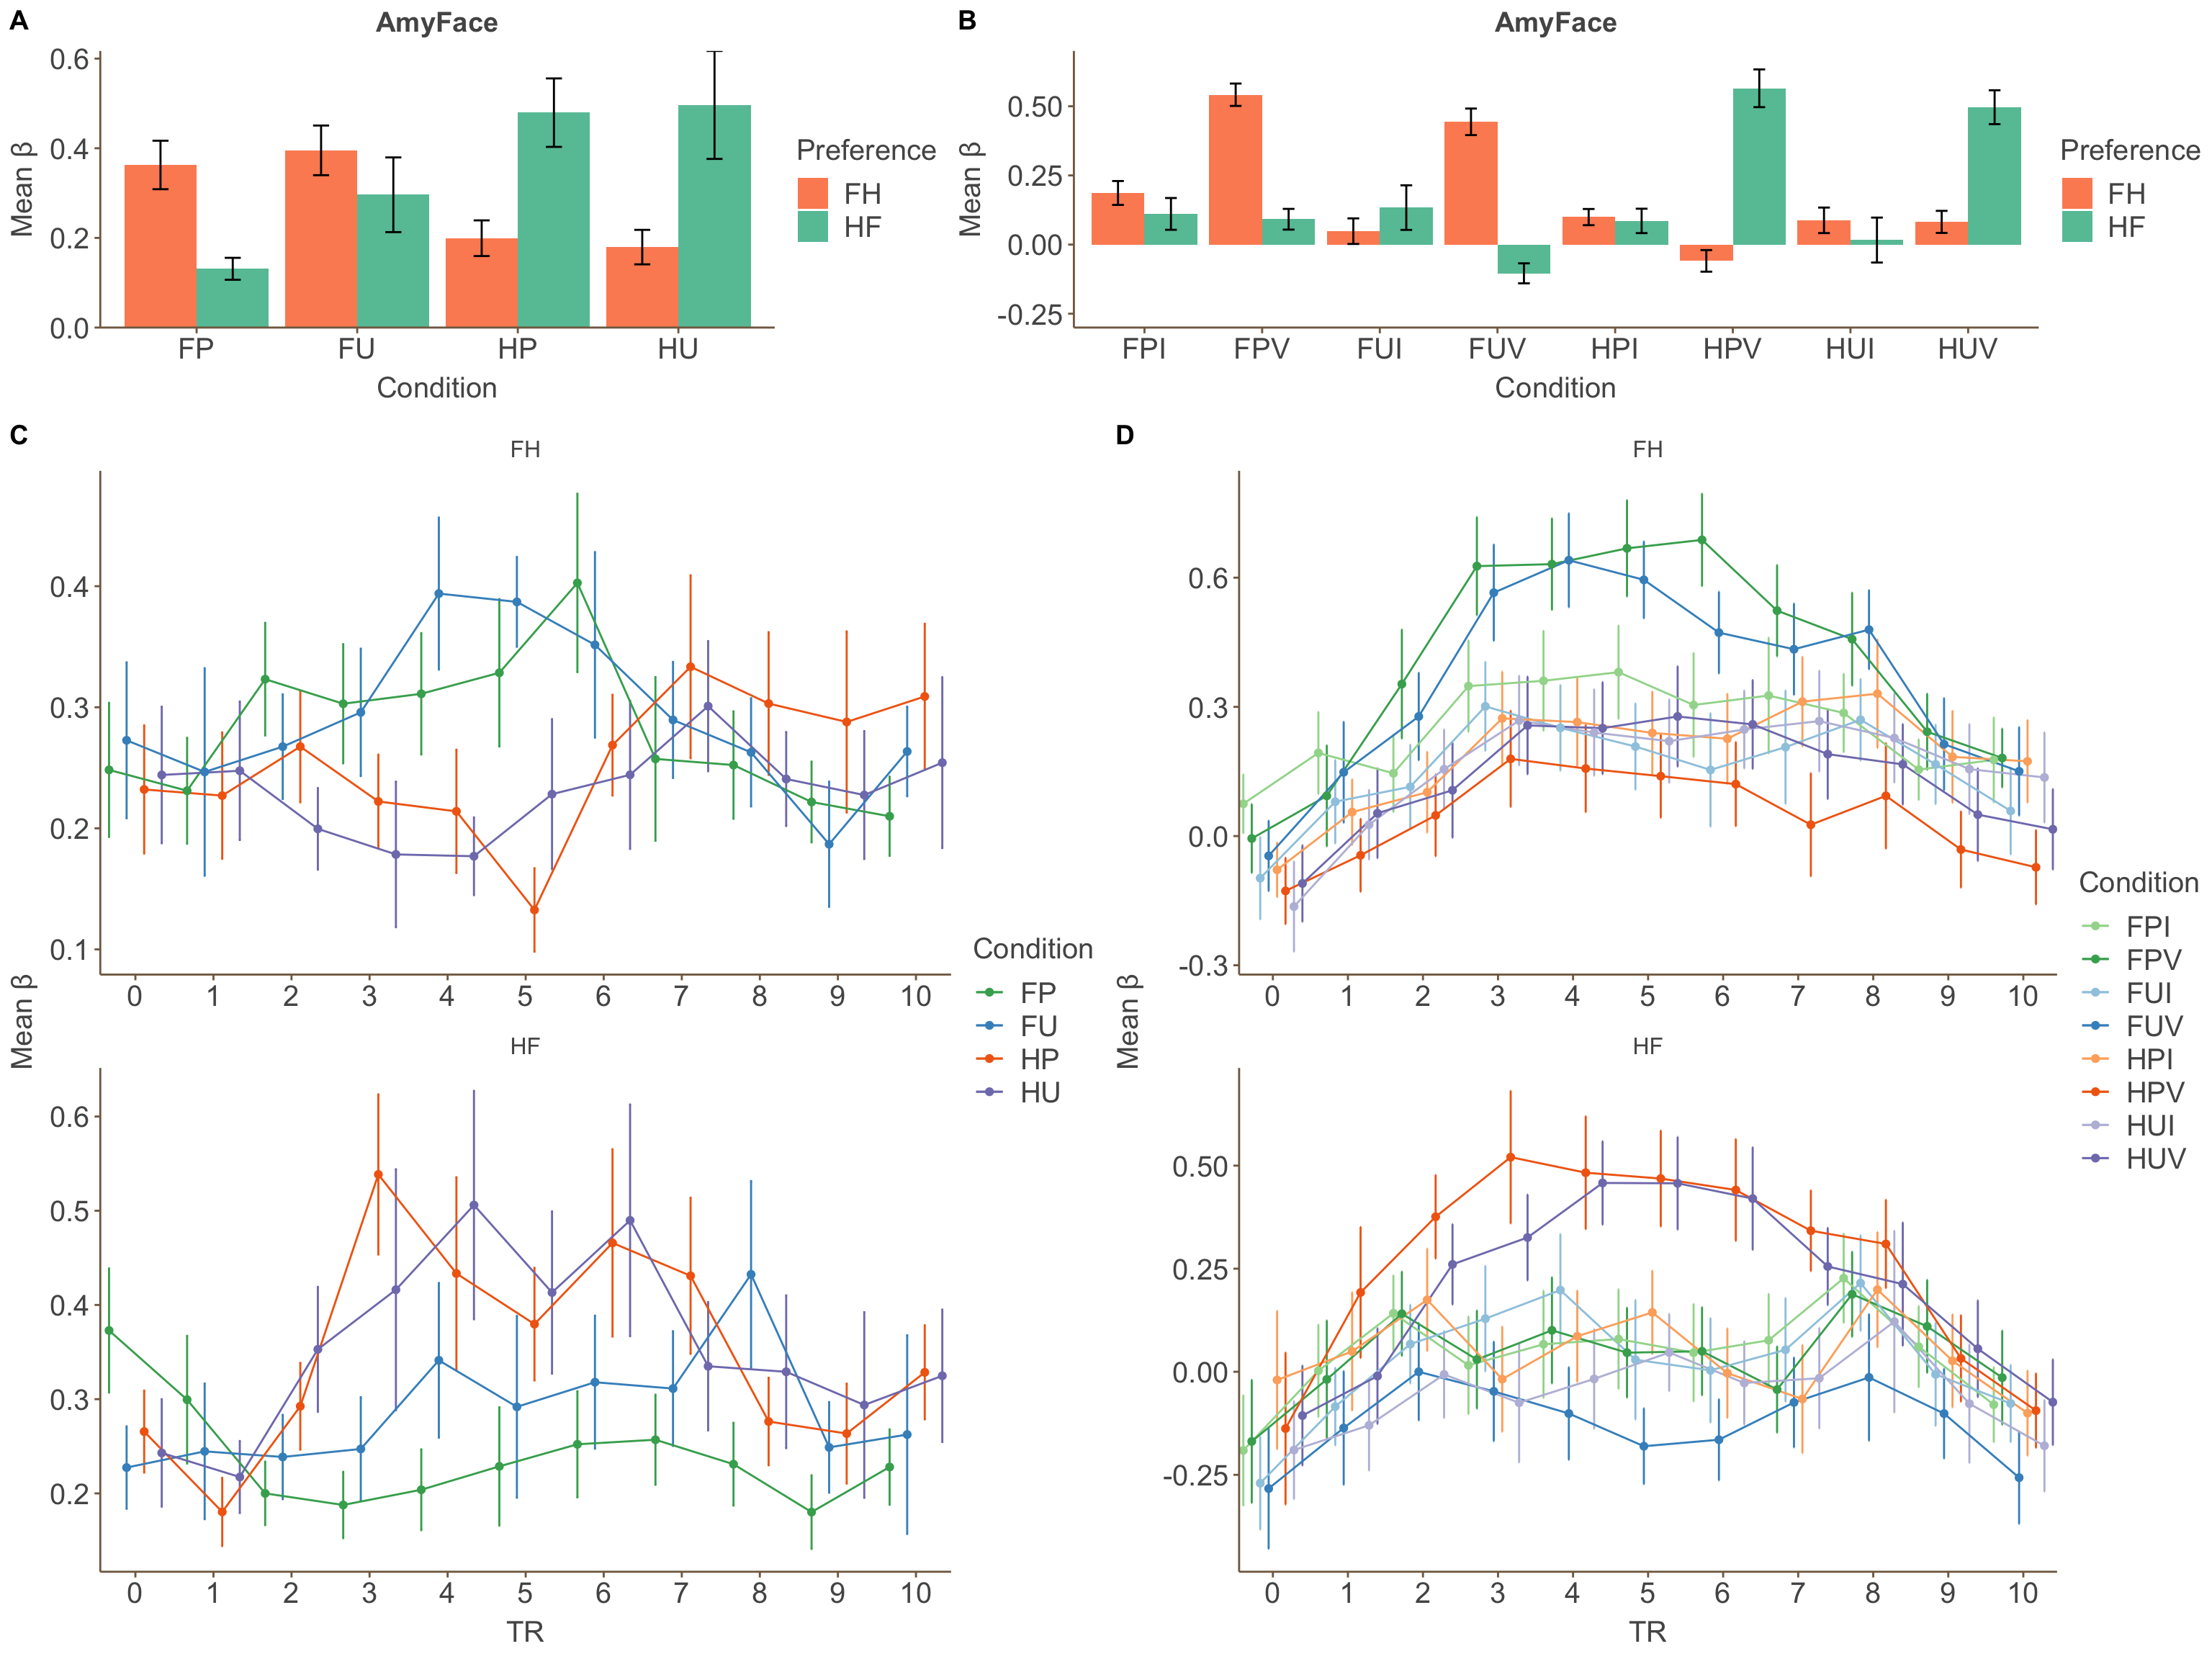 A
AmyFace
Mean β
0.6
0.4
0.2
0.0
FP FU HP HU
Condition
Preference
FH
HF
B
AmyFace
Mean β
0.50
0.25
0.00
-0.25
FPI FPV FUI FUV HPI HPV HUI HUV
Condition
Preference
FH
HF
C
FH
0.4
0.3
0.2
0.1
0 1 2 3 4 5 6 7 8 9 10
Mean β
HF
0.6
0.5
0.4
0.3
0.2
0 1 2 3 4 5 6 7 8 9 10
TR
Condition
FP
FU
HP
HU
D
FH
0.6
0.3
0.0
-0.3
0 1 2 3 4 5 6 7 8 9 10
Mean β
HF
0.50
0.25
0.00
-0.25
0 1 2 3 4 5 6 7 8 9 10
TR
Condition
FPI
FPV
FUI
FUV
HPI
HPV
HUI
HUV